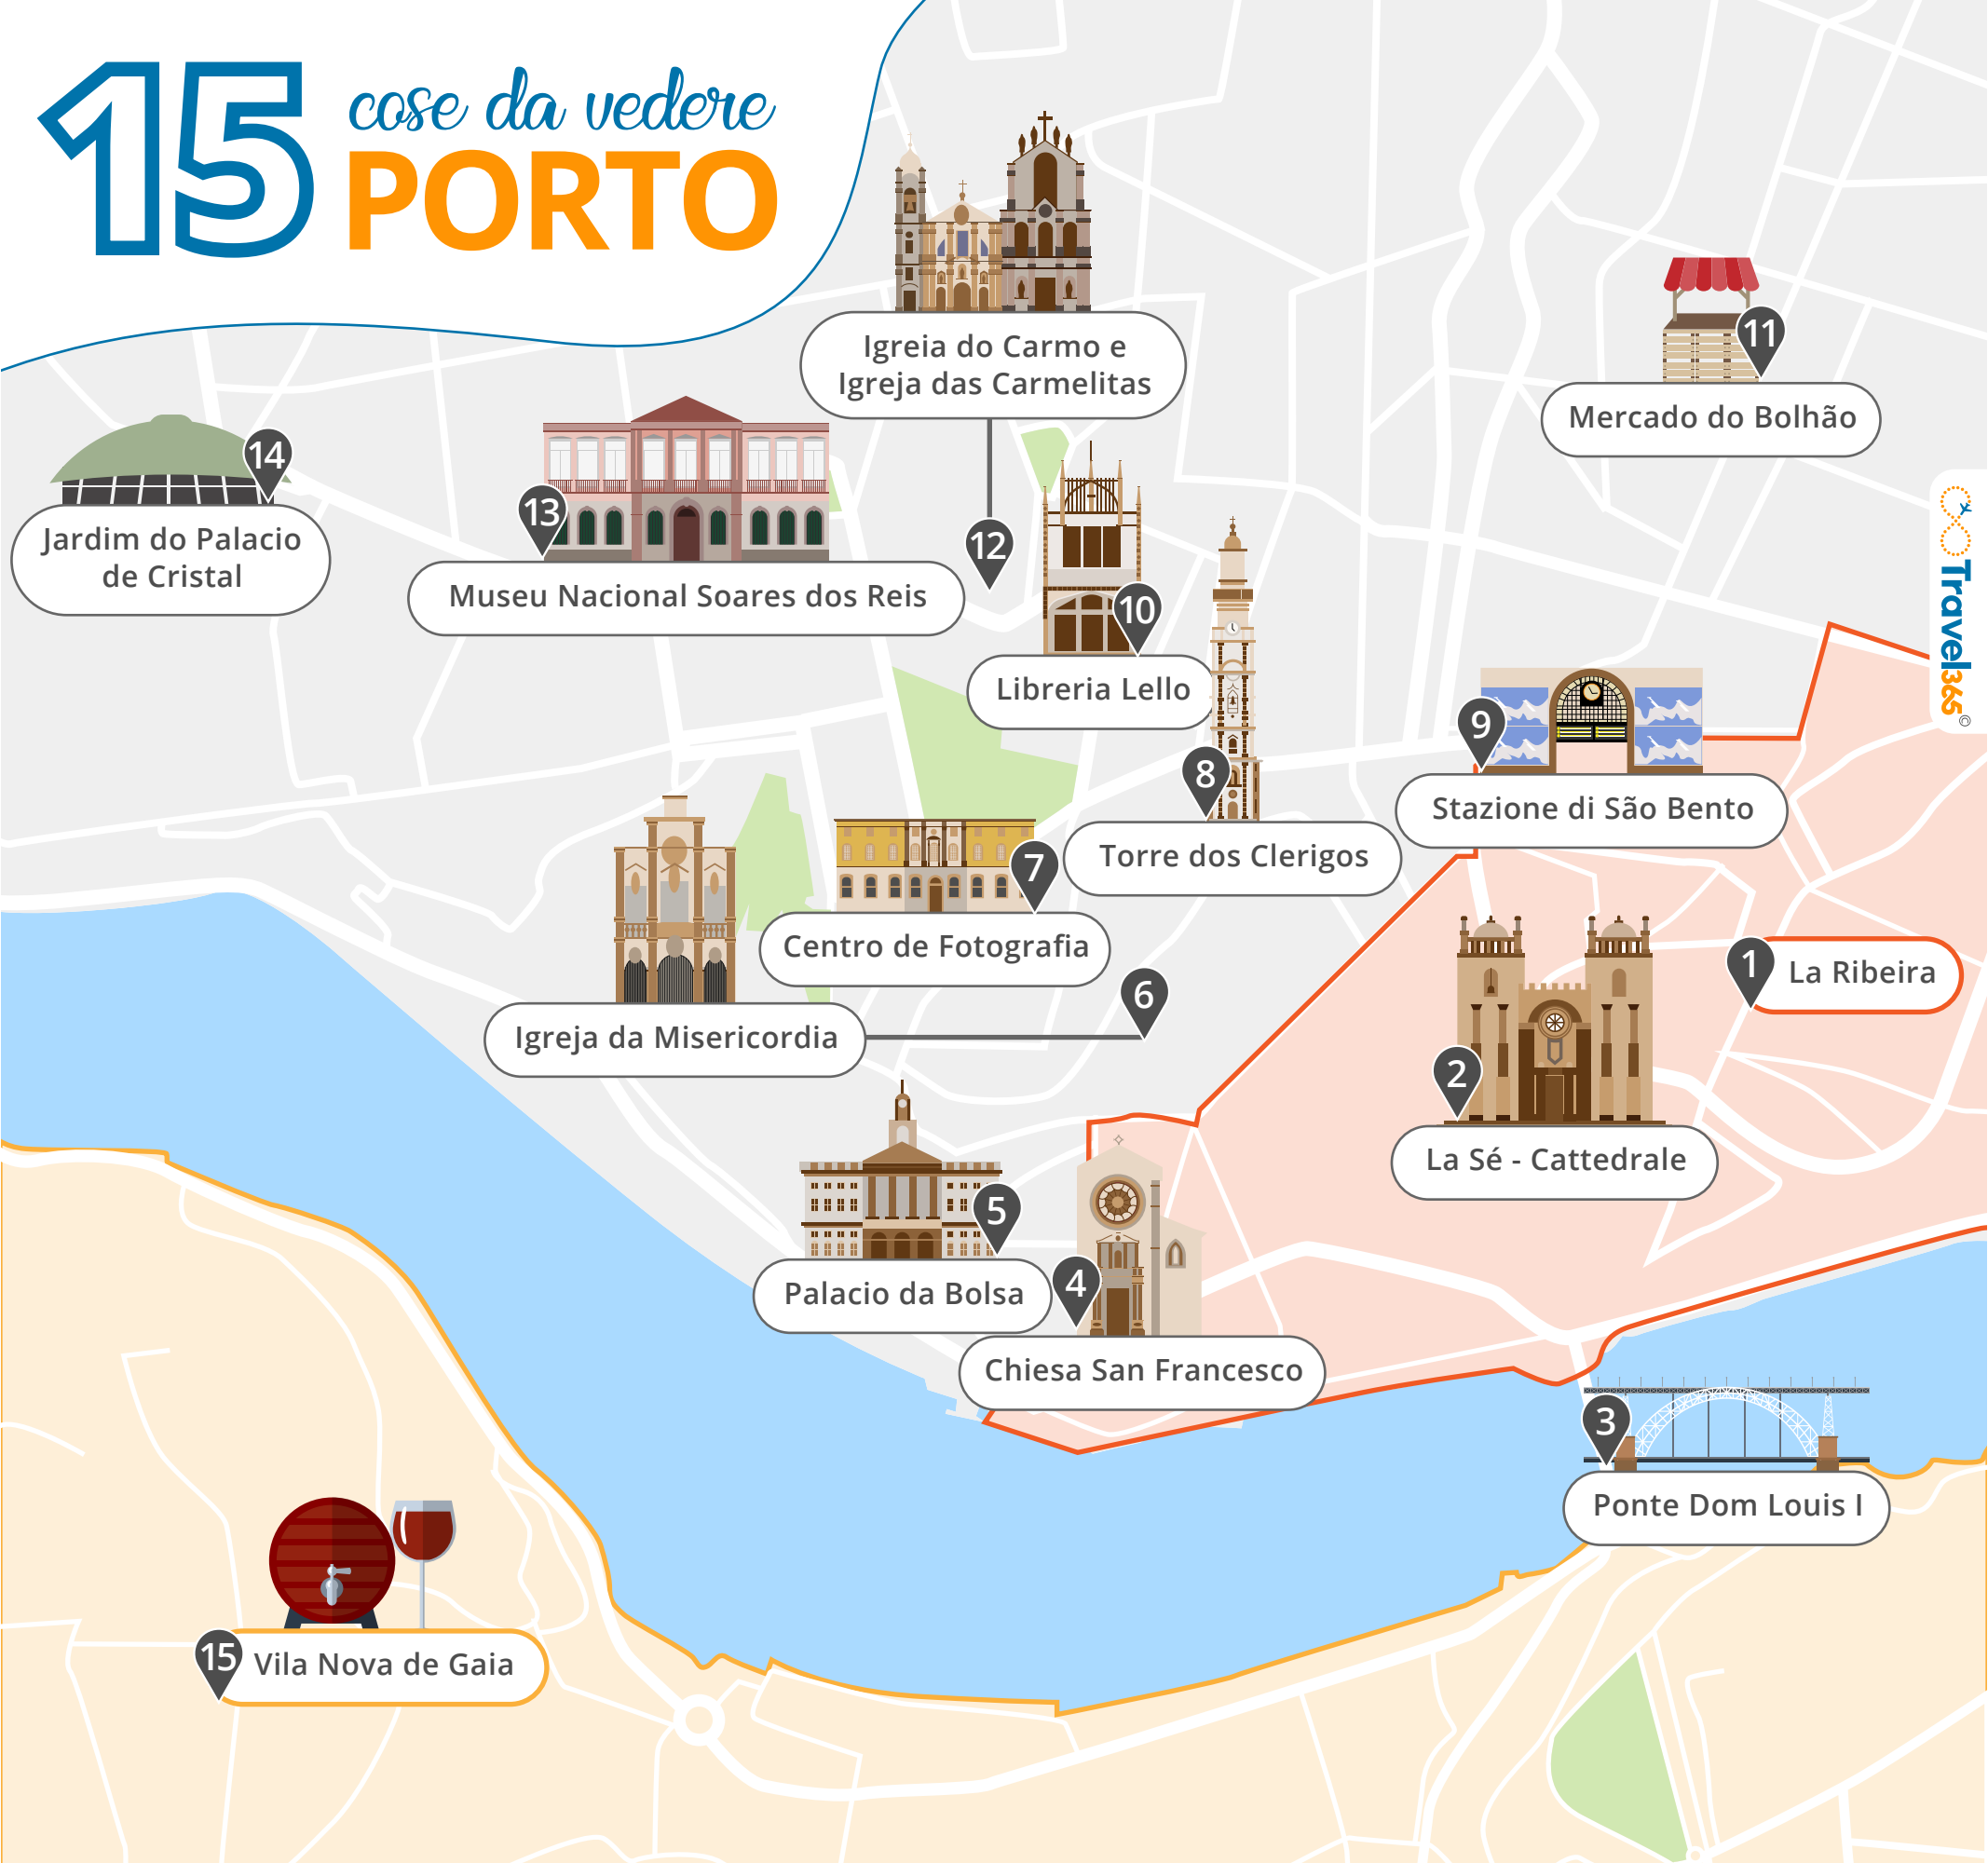 15
cose da vedere
PORTO
Igreia do Carmo e
Igreja das Carmelitas
12
11
Mercado do Bolhão
14
Jardim do Palacio
de Cristal
13
Museu Nacional Soares dos Reis
10
Libreria Lello
Travel365©
8
Torre dos Clerigos
9
Stazione di São Bento
7
Centro de Fotografia
1
La Ribeira
6
Igreja da Misericordia
2
La Sé - Cattedrale
5
Palacio da Bolsa
4
Chiesa San Francesco
3
Ponte Dom Louis I
15
Vila Nova de Gaia